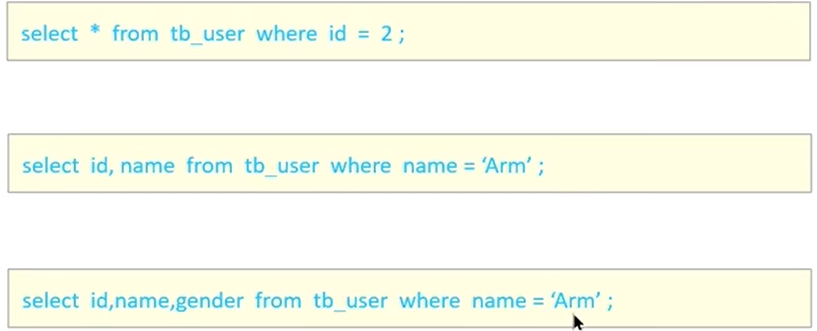 select * from tb_user where id = 2 ;
select id, name from tb_user where name = ‘Arm’ ;
select id,name,gender from tb_user where name = ‘Arm’ ;